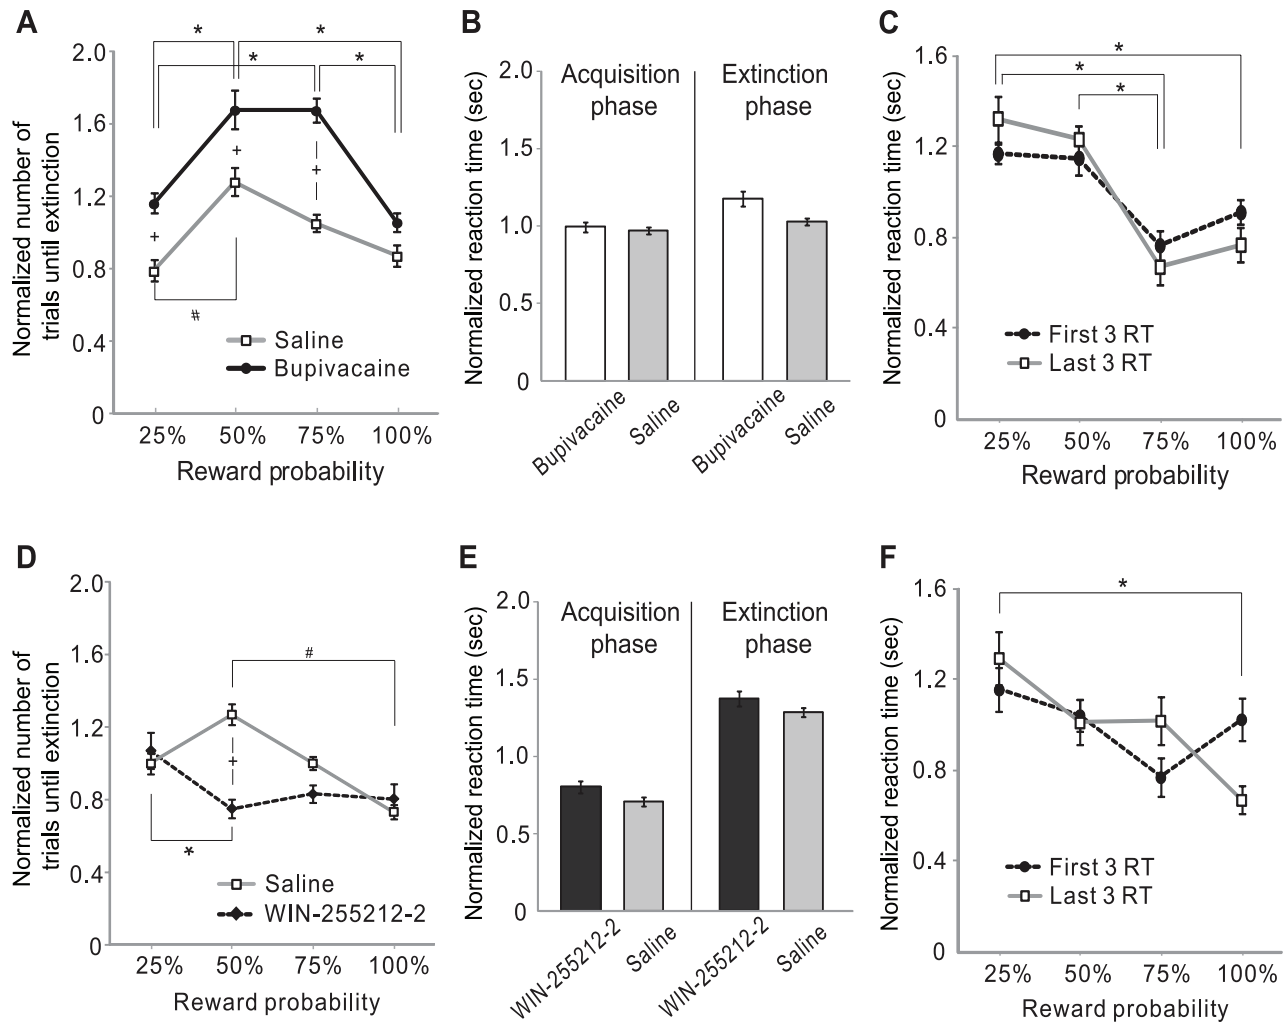 A
2.0
1.6
1.2
0.8
0.4
0
Normalized number of
trials until extinction
* * * *
+ + +
#
Saline
Bupivacaine
25% 50% 75% 100%
Reward probability
B
2.0
1.5
1.0
0.5
0
Normalized reaction time (sec)
Acquisition
phase
Extinction
phase
Bupivacaine
Saline
Bupivacaine
Saline
C
1.6
1.2
0.8
0.4
0
Normalized reaction time (sec)
*
*
*
First 3 RT
Last 3 RT
25% 50% 75% 100%
Reward probability
D
2.0
1.6
1.2
0.8
0.4
0
Normalized number of
trials until extinction
#
+
*
Saline
WIN-255212-2
25% 50% 75% 100%
Reward probability
E
2.0
1.5
1.0
0.5
0
Normalized reaction time (sec)
Acquisition
phase
Extinction
phase
WIN-255212-2
Saline
WIN-255212-2
Saline
F
1.6
1.2
0.8
0.4
0
Normalized reaction time (sec)
*
First 3 RT
Last 3 RT
25% 50% 75% 100%
Reward probability